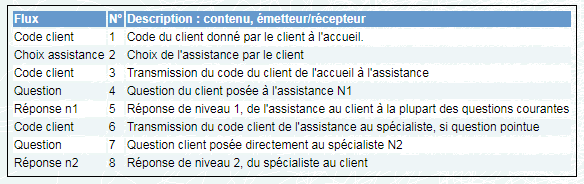 Flux N° Description : contenu, émetteur/récepteur
Code client 1 Code du client donné par le client à l'accueil.
Choix assistance 2 Choix de l'assistance par le client
Code client 3 Transmission du code du client de l'accueil à l'assistance
Question 4 Question du client posée à l'assistance N1
Réponse n1 5 Réponse de niveau 1, de l'assistance au client à la plupart des questions courantes
Code client 6 Transmission du code client de l'assistance au spécialiste, si question pointue
Question 7 Question client posée directement au spécialiste N2
Réponse n2 8 Réponse de niveau 2, du spécialiste au client